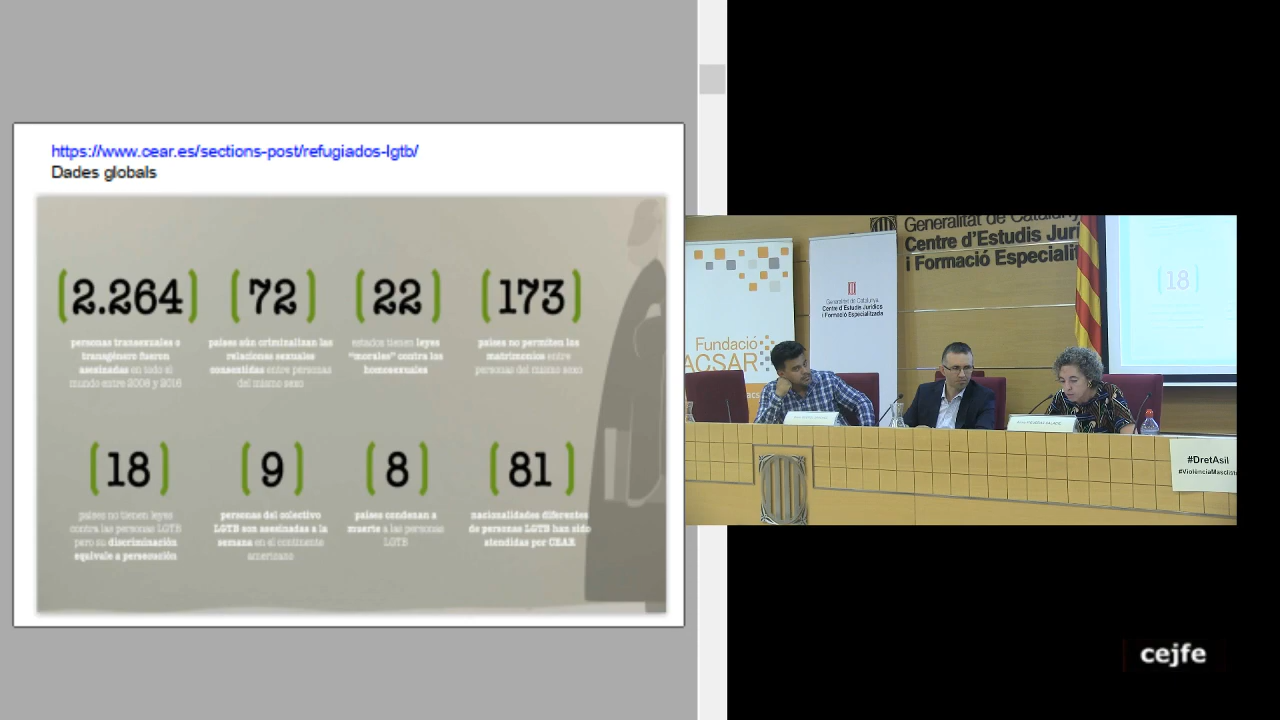 https://www.cear.es/sections-post/refugiados-lgtb/
Dades globals
(2.264)
personas transexuales o
transgénero fueron
asesinadas en todo el
mundo entre 2008 y 2016
(72)
países aún criminalizan las
relaciones sexuales
consentidas entre personas
del mismo sexo
(22)
estados tienen leyes
"morales" contra los
homosexuales
(173)
países no permiten los
matrimonios entre
personas del mismo sexo
(18)
países no tienen leyes
contra las personas LGTB
pero su discriminación
equivale a persecución
(9)
personas del colectivo
LGTB son asesinadas a la
semana en el continente
americano
(8)
países condenan a
muerte a las personas
LGTB
(81)
nacionalidades diferentes
de personas LGTB han sido
atendidas por CEAR
Generalitat de Catalunya
Centre d'Estudis Jurí
i Formació Especialit
(18)
Generalitat de Catalunya
Centre d'Estudis Jurídics
i Formació Especialitzada
Fundació
ACSAR
#DretAsil
#ViolènciaMasclist
cejfe